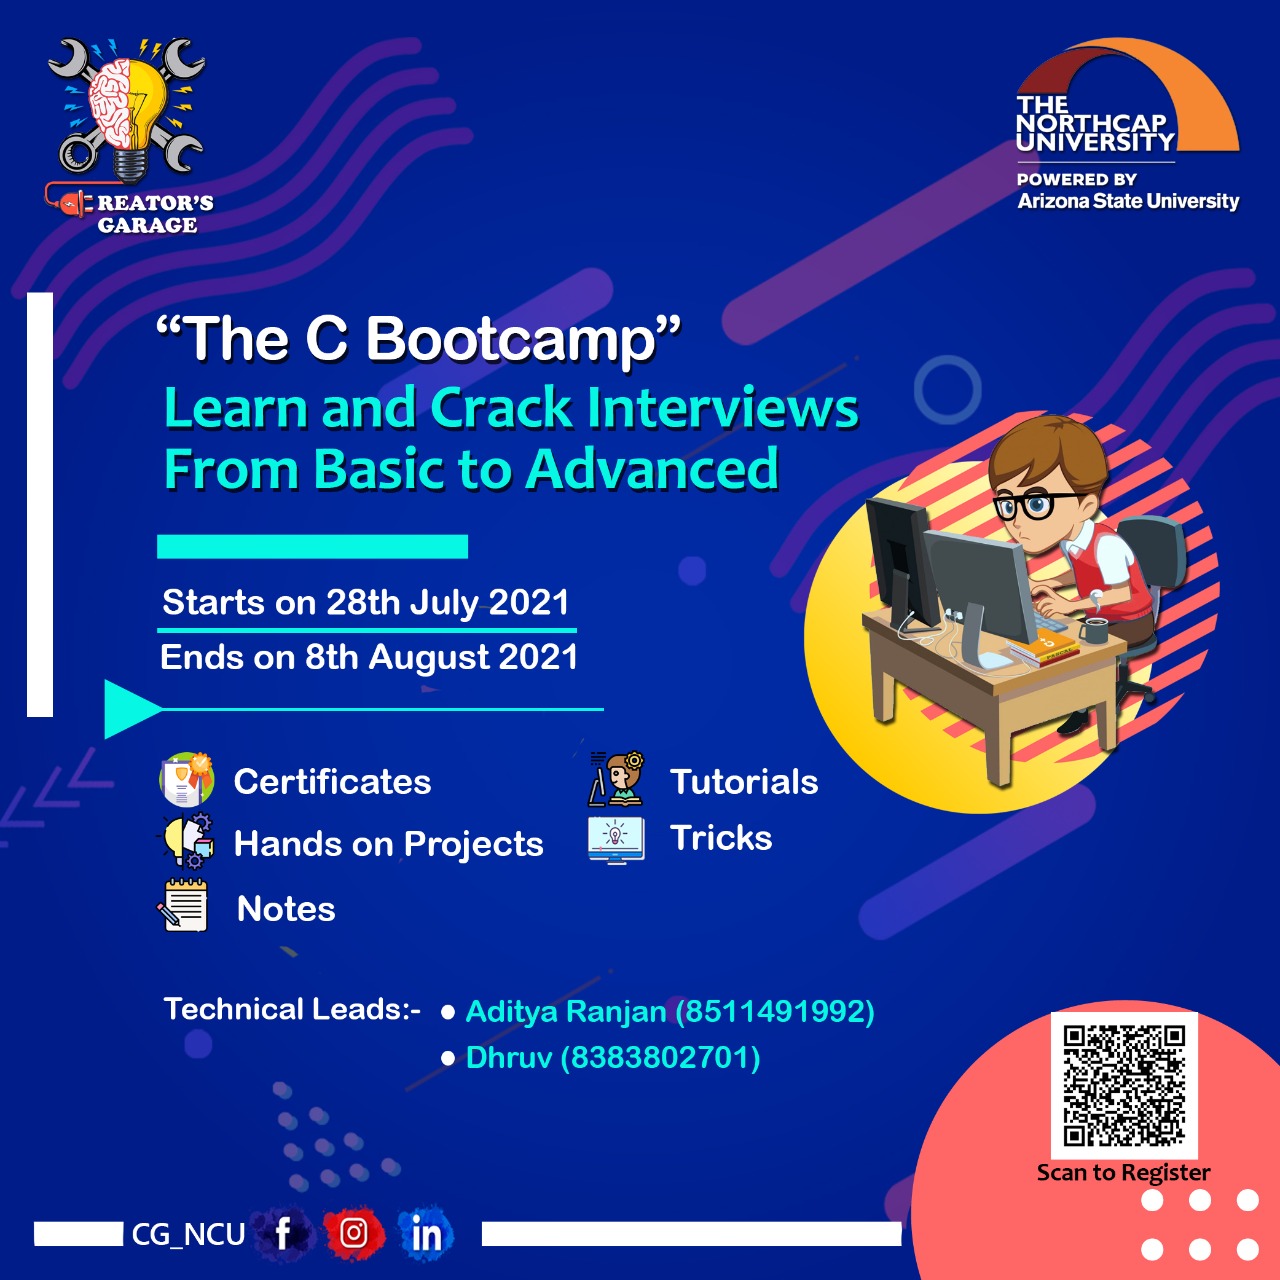 REATOR'S
GARAGE
THE
NORTHCAP
UNIVERSITY
POWERED BY
Arizona State University
“The C Bootcamp”
Learn and Crack Interviews
From Basic to Advanced
Starts on 28th July 2021
Ends on 8th August 2021
Certificates
Tutorials
Hands on Projects
Tricks
Notes
Technical Leads:- • Aditya Ranjan (8511491992)
• Dhruv (8383802701)
Scan to Register
CG_NCU f in